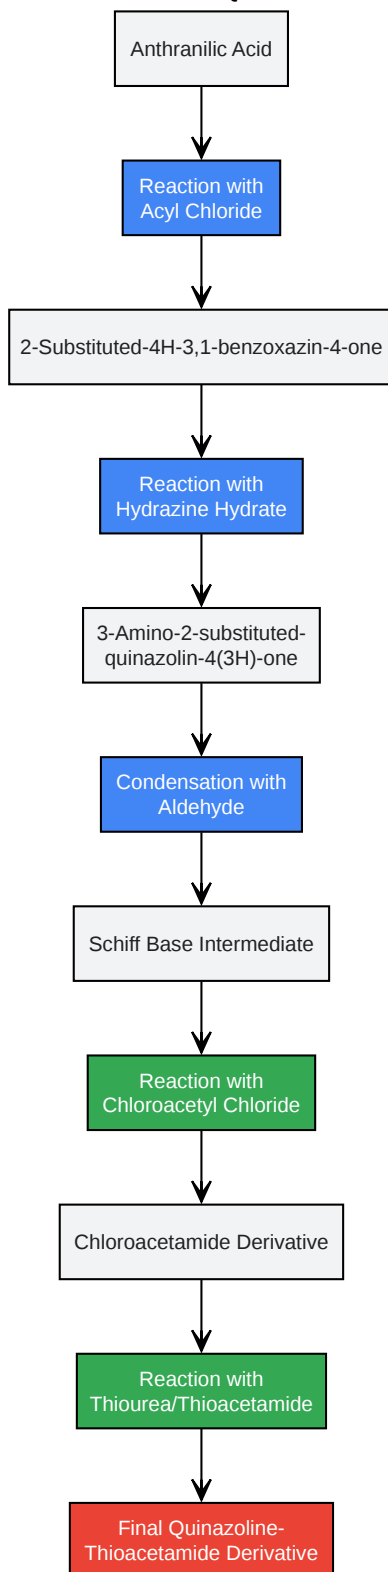 Anthranilic Acid
Reaction with
Acyl Chloride
2-Substituted-4H-3,1-benzoxazin-4-one
Reaction with
Hydrazine Hydrate
3-Amino-2-substituted-
quinazolin-4(3H)-one
Condensation with
Aldehyde
Schiff Base Intermediate
Reaction with
Chloroacetyl Chloride
Chloroacetamide Derivative
Reaction with
Thiourea/Thioacetamide
Final Quinazoline-
Thioacetamide Derivative